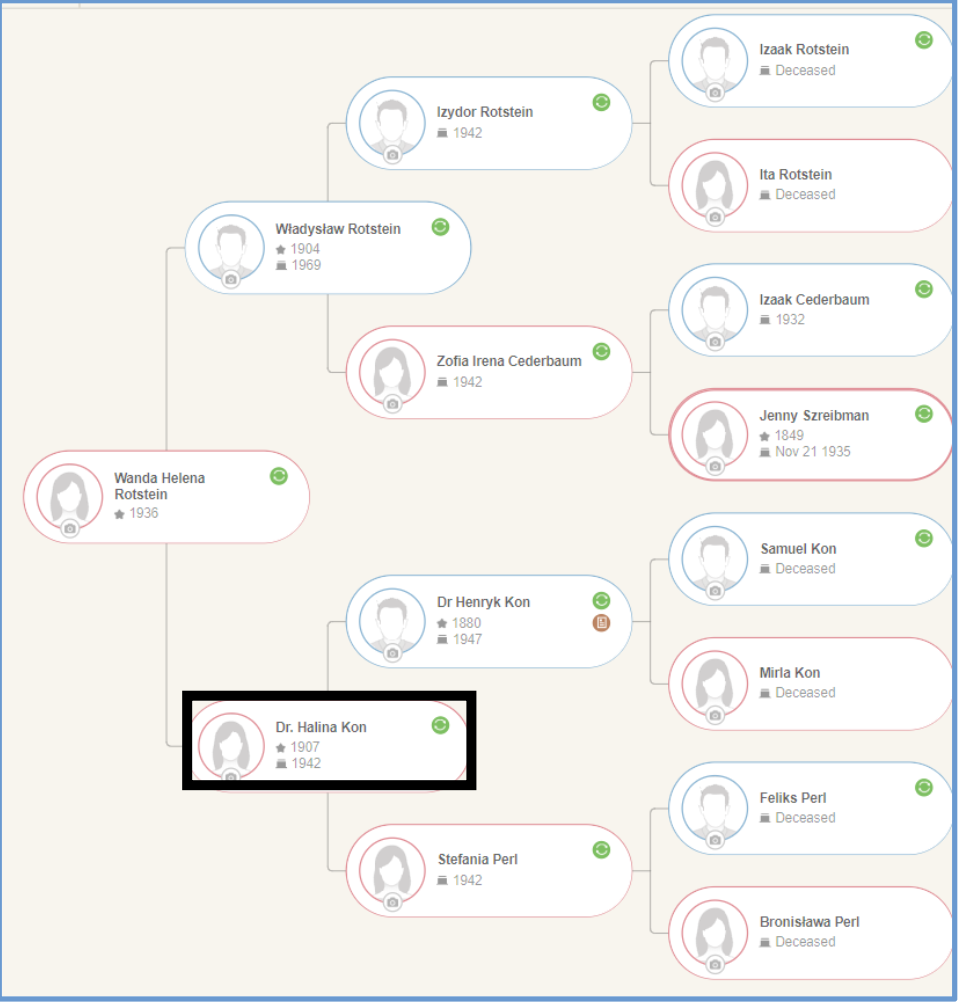 Izaak Rotstein
Deceased
Izydor Rotstein
1942
Ita Rotstein
Deceased
Władysław Rotstein
1904
1969
Izaak Cederbaum
1932
Zofia Irena Cederbaum
1942
Jenny Szreibman
1849
Nov 21 1935
Wanda Helena
Rotstein
1936
Samuel Kon
Deceased
Dr Henryk Kon
1880
1947
Mirla Kon
Deceased
Dr. Halina Kon
1907
1942
Feliks Perl
Deceased
Stefania Perl
1942
Bronisława Perl
Deceased